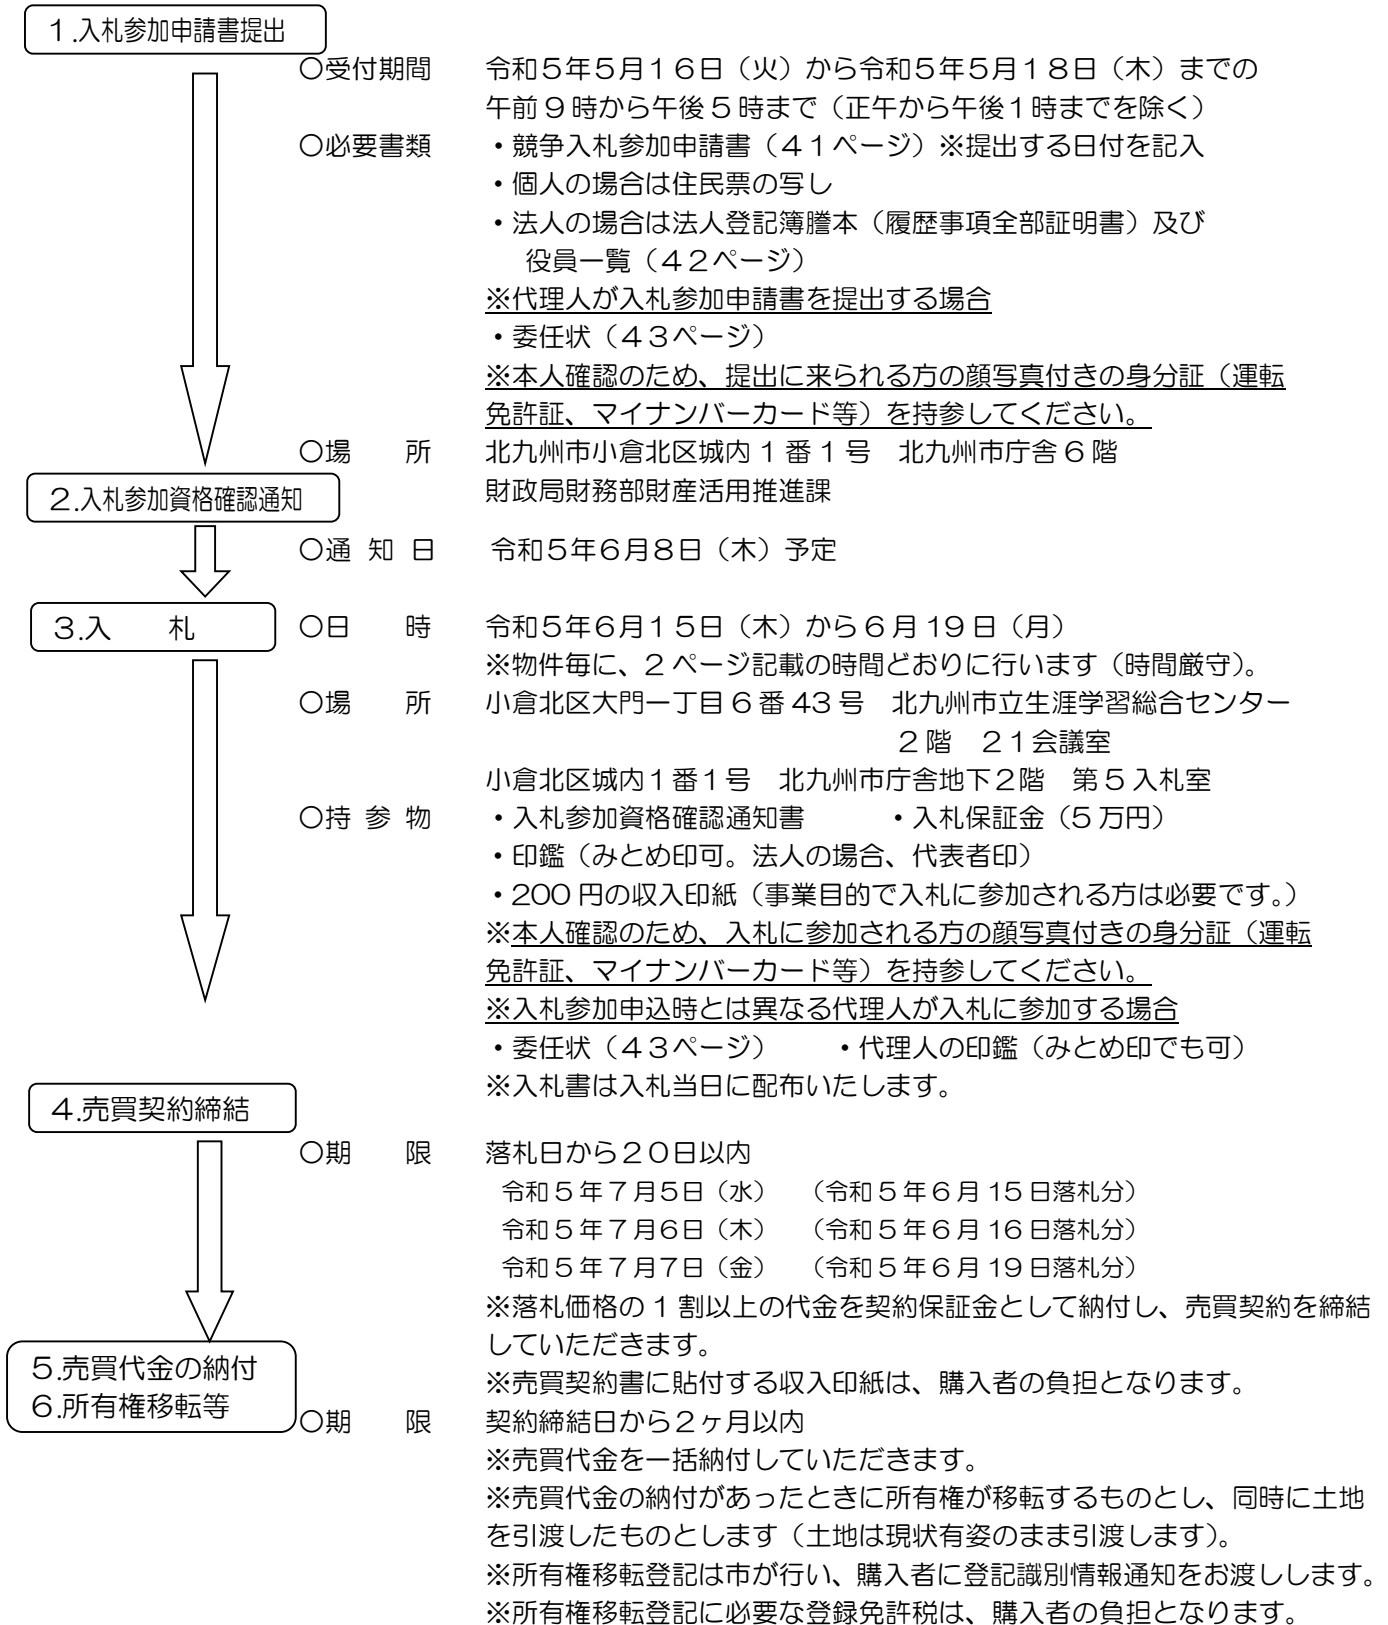 １.入札参加申請書提出
〇受付期間　令和５年５月１６日（火）から令和５年５月１８日（木）までの
午前９時から午後５時まで（正午から午後１時までを除く）
〇必要書類　・競争入札参加申請書（４１ページ）※提出する日付を記入
・個人の場合は住民票の写し
・法人の場合は法人登記簿謄本（履歴事項全部証明書）及び
役員一覧（４２ページ）
※代理人が入札参加申請書を提出する場合
・委任状（４３ページ）
※本人確認のため、提出に来られる方の顔写真付きの身分証（運転
免許証、マイナンバーカード等）を持参してください。
〇場　所　北九州市小倉北区城内１番１号　北九州市庁舎６階
財政局財務部財産活用推進課
２.入札参加資格確認通知
〇通 知 日　令和５年６月８日（木）予定
３.入　札
〇日　時　令和５年６月１５日（木）から６月19日（月）
※物件毎に、２ページ記載の時間どおりに行います（時間厳守）。
〇場　所　小倉北区大門一丁目６番43号　北九州市立生涯学習総合センター
２階　２１会議室
小倉北区城内１番１号　北九州市庁舎地下２階　第５入札室
〇持 参 物　・入札参加資格確認通知書　・入札保証金（５万円）
・印鑑（みとめ印可。法人の場合、代表者印）
・200円の収入印紙（事業目的で入札に参加される方は必要です。）
※本人確認のため、入札に参加される方の顔写真付きの身分証（運転
免許証、マイナンバーカード等）を持参してください。
※入札参加申込時とは異なる代理人が入札に参加する場合
・委任状（４３ページ）　・代理人の印鑑（みとめ印でも可）
※入札書は入札当日に配布いたします。
４.売買契約締結
〇期　限　落札日から２０日以内
令和５年７月５日（水）　（令和５年６月15日落札分）
令和５年７月６日（木）　（令和５年６月16日落札分）
令和５年７月７日（金）　（令和５年６月19日落札分）
※落札価格の１割以上の代金を契約保証金として納付し、売買契約を締結
していただきます。
※売買契約書に貼付する収入印紙は、購入者の負担となります。
５.売買代金の納付
６.所有権移転等
〇期　限　契約締結日から２ヶ月以内
※売買代金を一括納付していただきます。
※売買代金の納付があったときに所有権が移転するものとし、同時に土地
を引渡したものとします（土地は現状有姿のまま引渡します）。
※所有権移転登記は市が行い、購入者に登記識別情報通知をお渡しします。
※所有権移転登記に必要な登録免許税は、購入者の負担となります。